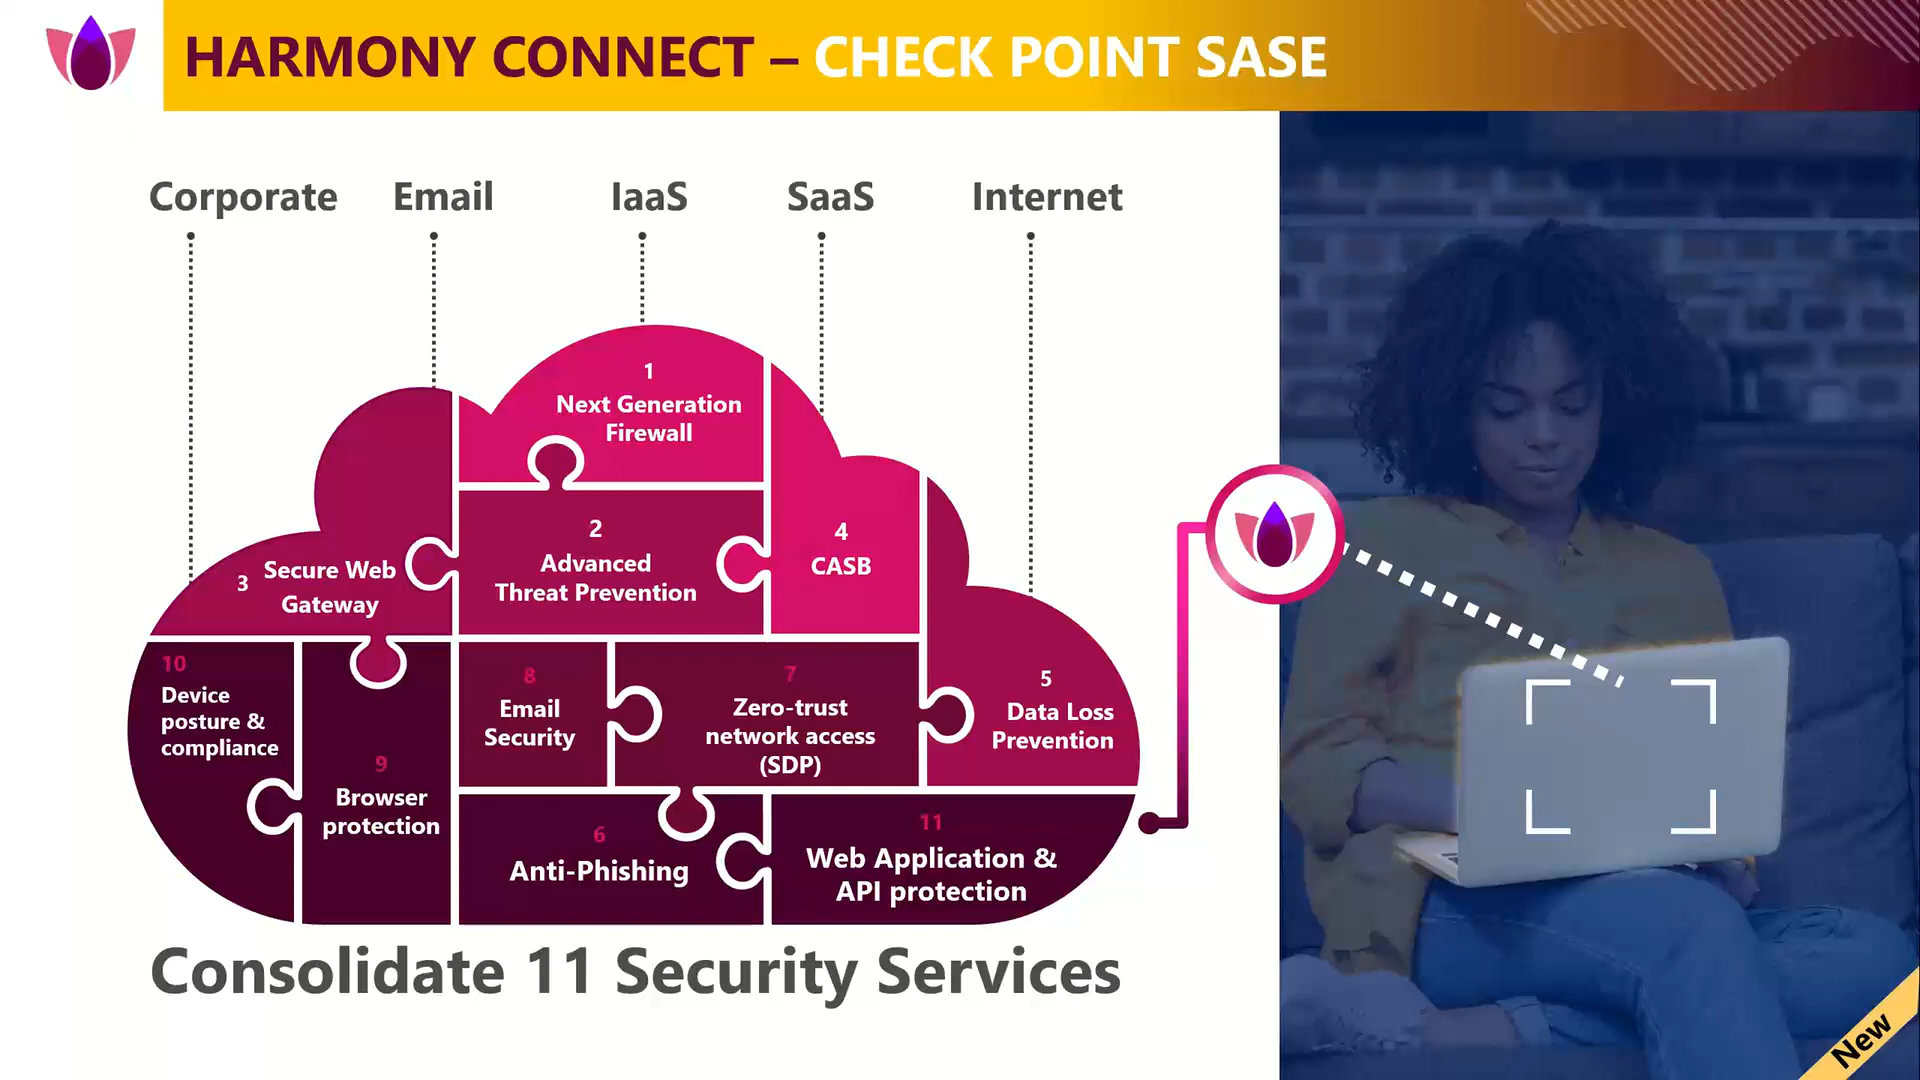 HARMONY CONNECT – CHECK POINT SASE
Corporate
Email
IaaS
SaaS
Internet
1
Next Generation
Firewall
2
Advanced
Threat Prevention
3
Secure Web
Gateway
4
CASB
5
Data Loss
Prevention
10
Device
posture &
compliance
9
Browser
protection
8
Email
Security
7
Zero-trust
network access
(SDP)
6
Anti-Phishing
11
Web Application &
API protection
Consolidate 11 Security Services
New